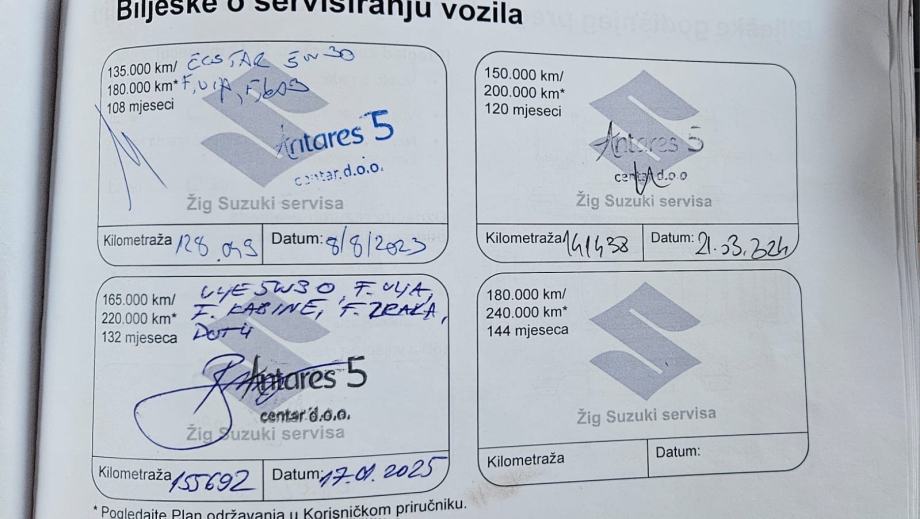 Bilješke o servisiranju vozila
135.000 km/ ECSTAR 5W30
180.000 km* F, ULJA,
108 mjeseci
Antares 5
centar d.o.o.
Žig Suzuki servisa
Kilometraža 128.049 Datum: 8/8/2023
150.000 km/
200.000 km*
120 mjeseci
Antares 5
centar d.o.o
Žig Suzuki servisa
Kilometraža 141438 Datum: 21.03.2024
165.000 km/ ULJE 5W30, F. ULJA,
220.000 km* F. KABINE, F. ZRAKA,
132 mjeseca DOT4
Antares 5
centar d.o.o.
Žig Suzuki servisa
Kilometraža 155692 Datum: 17.01.2025
180.000 km/
240.000 km*
144 mjeseca
Žig Suzuki servisa
Kilometraža Datum:
* Pogledajte Plan održavanja u Korisničkom priručniku.